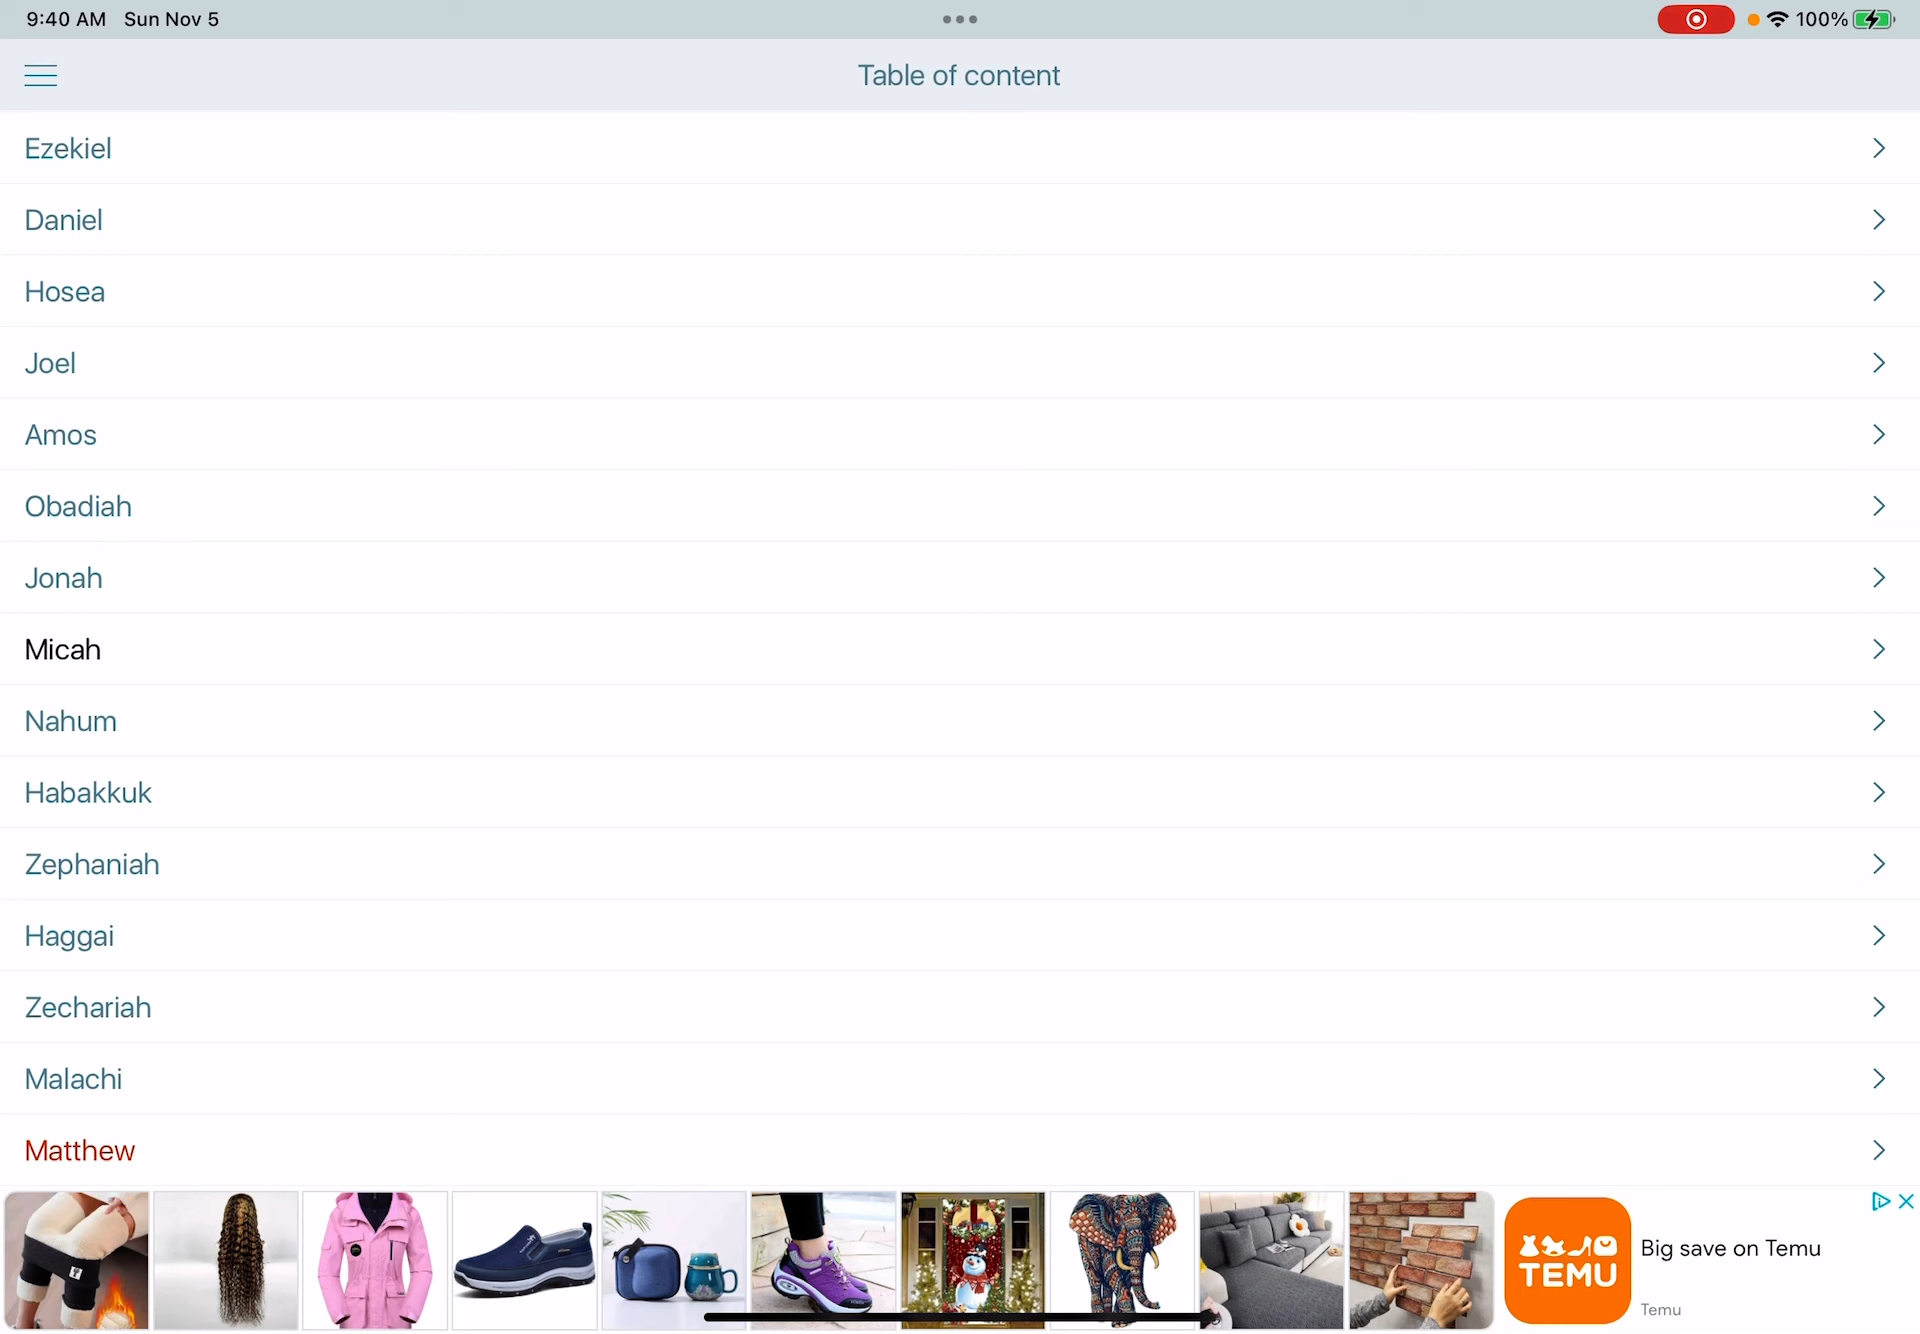 9:40 AM Sun Nov 5
100%
Table of content
Ezekiel
Daniel
Hosea
Joel
Amos
Obadiah
Jonah
Micah
Nahum
Habakkuk
Zephaniah
Haggai
Zechariah
Malachi
Matthew
TEMU
Big save on Temu
Temu